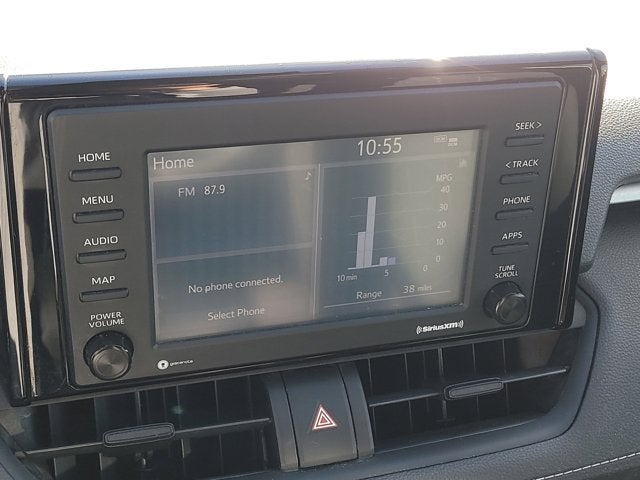 HOME
MENU
AUDIO
MAP
POWER
VOLUME
Home
10:55
FM 87.9
No phone connected.
Select Phone
MPG
40
30
20
10
0
0
10 min 5
Range 38 miles
SEEK >
< TRACK
PHONE
APPS
TUNE
SCROLL
gracenote
SiriusXM